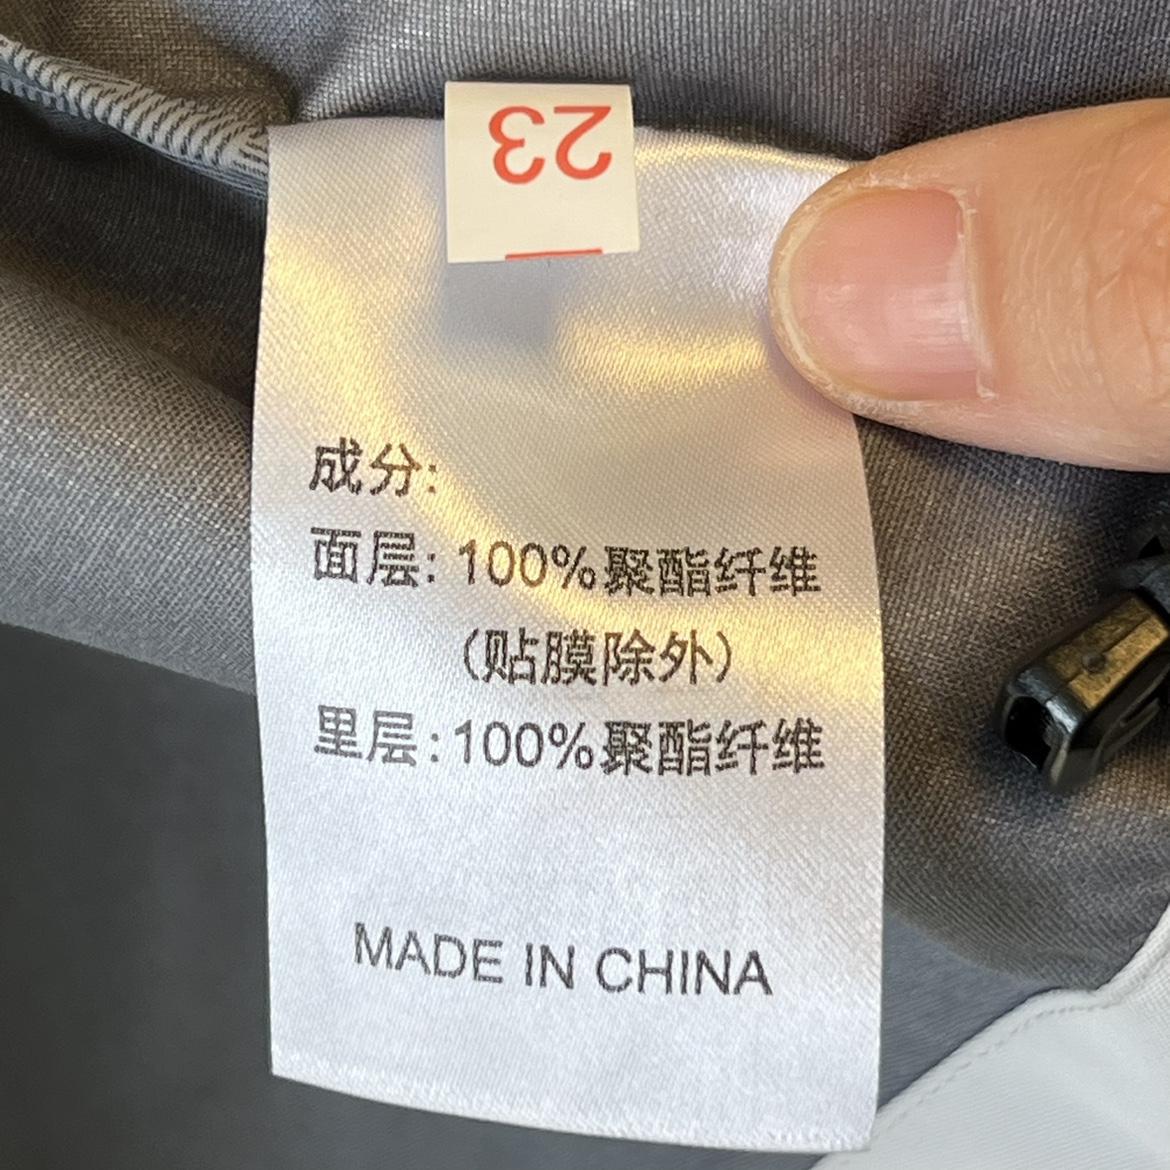 23
成分:
面层: 100%聚酯纤维
(贴膜除外)
里层:100%聚酯纤维
MADE IN CHINA